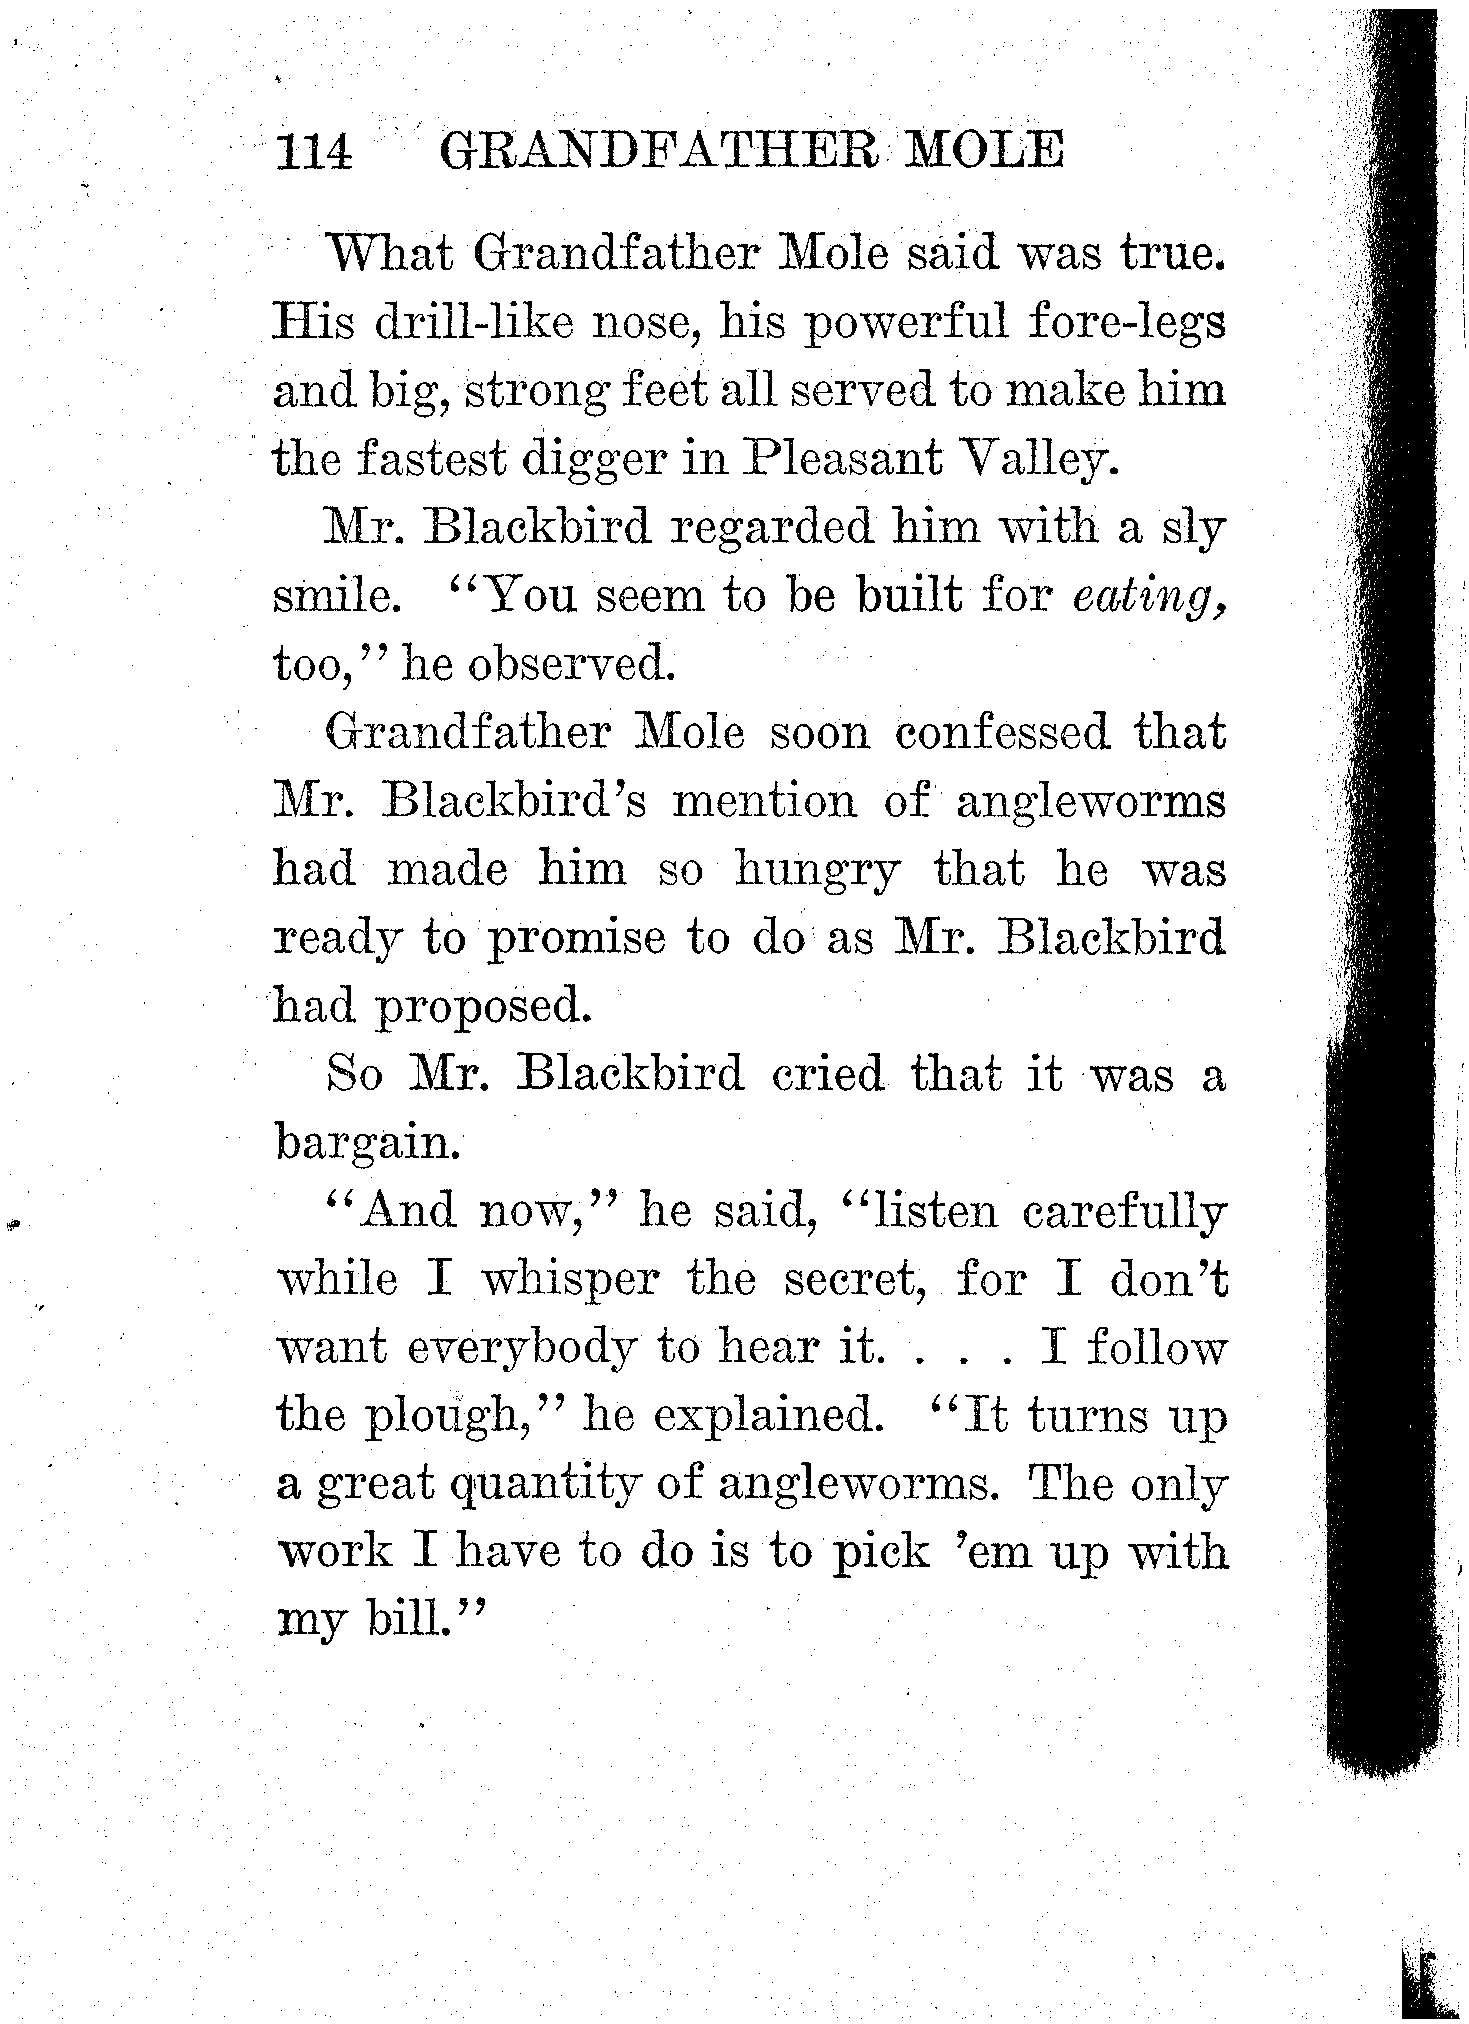 114 GRANDFATHER MOLE
What Grandfather Mole said was true.
His drill-like nose, his powerful fore-legs
and big, strong feet all served to make him
the fastest digger in Pleasant Valley.
Mr. Blackbird regarded him with a sly
smile. "You seem to be built for eating,
too," he observed.
Grandfather Mole soon confessed that
Mr. Blackbird's mention of angleworms
had made him so hungry that he was
ready to promise to do as Mr. Blackbird
had proposed.
So Mr. Blackbird cried that it was a
bargain.
"And now," he said, "listen carefully
while I whisper the secret, for I don't
want everybody to hear it. . . . I follow
the plough," he explained. "It turns up
a great quantity of angleworms. The only
work I have to do is to pick 'em up with
my bill."